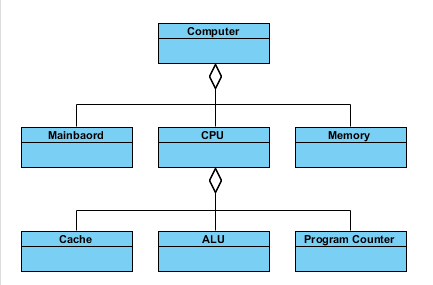 Computer
Mainbaord
CPU
Memory
Cache
ALU
Program Counter